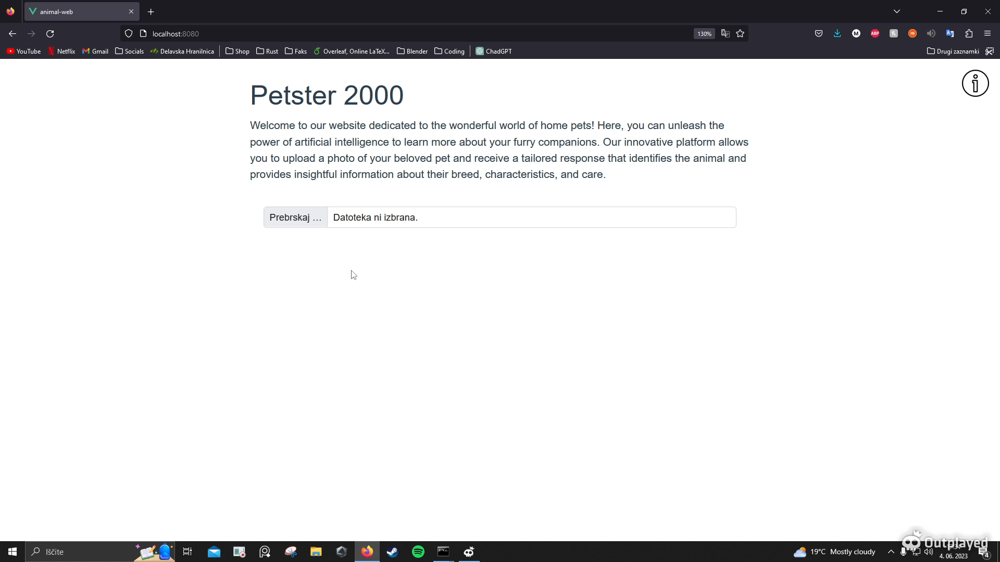 animal-web
localhost:8080
130%
YouTube Netflix Gmail Socials Delavska Hranilnica Shop Rust Faks Overleaf, Online LaTeX... Blender Coding ChadGPT Drugi zaznamki
Petster 2000
Welcome to our website dedicated to the wonderful world of home pets! Here, you can unleash the
power of artificial intelligence to learn more about your furry companions. Our innovative platform allows
you to upload a photo of your beloved pet and receive a tailored response that identifies the animal and
provides insightful information about their breed, characteristics, and care.
Prebrskaj ... Datoteka ni izbrana.
Outplayed
Iščite
19°C Mostly cloudy
4. 06. 2023
4